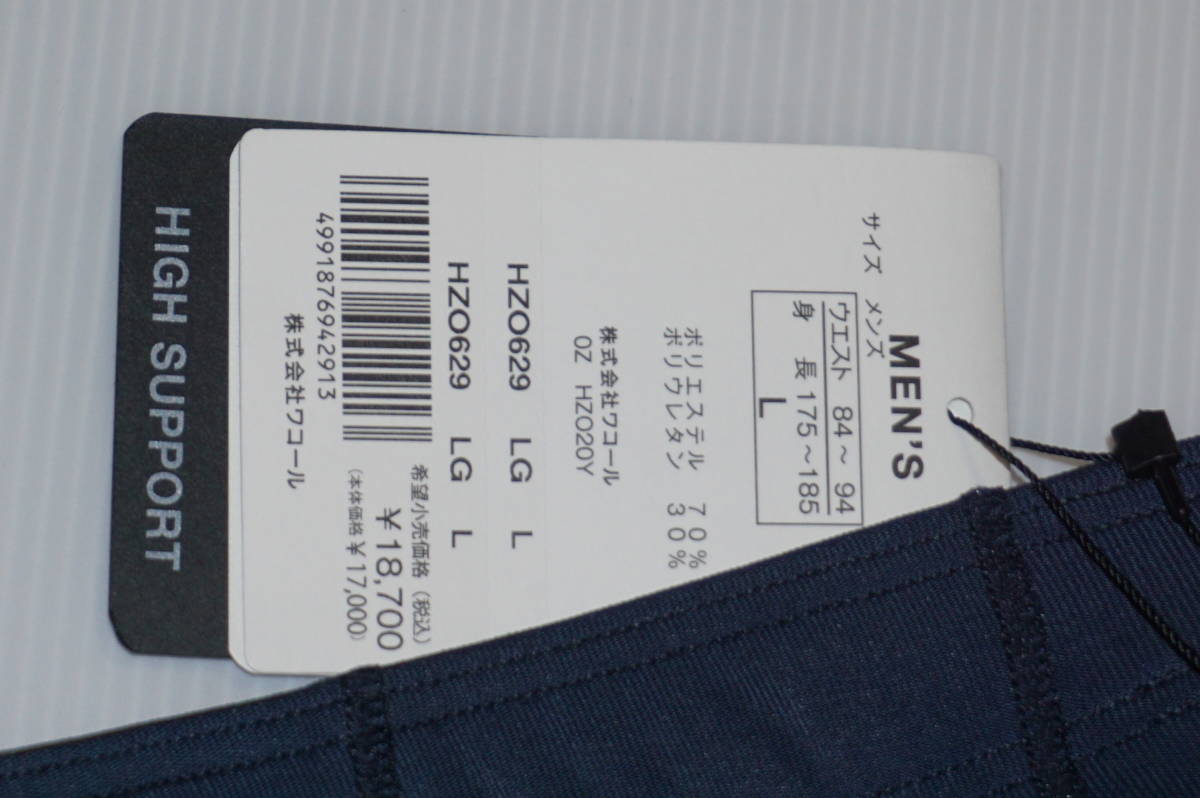 MEN'S
サイズ メンズ
ウエスト 84～ 94
身 長 175～185
L
ポリエステル 70%
ポリウレタン 30%
株式会社ワコール
OZ HZO20Y
HZO629 LG L
HZO629 LG L
4991876942913
希望小売価格（税込）
¥18,700
（本体価格¥17,000）
株式会社ワコール
HIGH SUPPORT